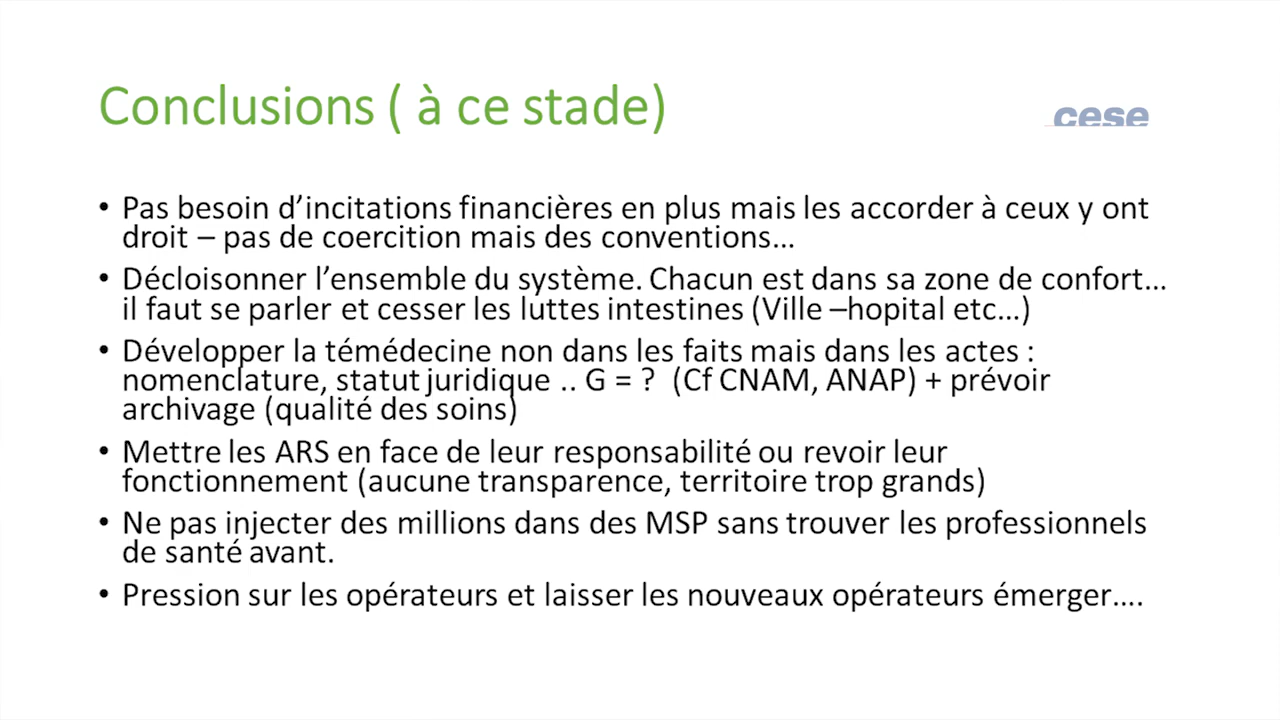 Conclusions ( à ce stade)
cese
• Pas besoin d’incitations financières en plus mais les accorder à ceux y ont
droit – pas de coercition mais des conventions…
• Décloisonner l’ensemble du système. Chacun est dans sa zone de confort…
il faut se parler et cesser les luttes intestines (Ville –hopital etc…)
• Développer la témédecine non dans les faits mais dans les actes :
nomenclature, statut juridique .. G = ? (Cf CNAM, ANAP) + prévoir
archivage (qualité des soins)
• Mettre les ARS en face de leur responsabilité ou revoir leur
fonctionnement (aucune transparence, territoire trop grands)
• Ne pas injecter des millions dans des MSP sans trouver les professionnels
de santé avant.
• Pression sur les opérateurs et laisser les nouveaux opérateurs émerger….